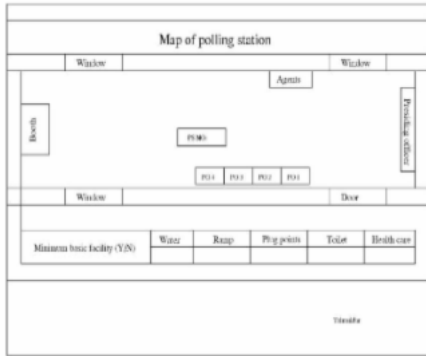 Map of polling station
Window Window
Agents
Booth
Presiding officer
PO4 PO3 PO2 PO1
Window Door
Minimum basic facility (Y/N) Water Ramp Plug points Toilet Health care